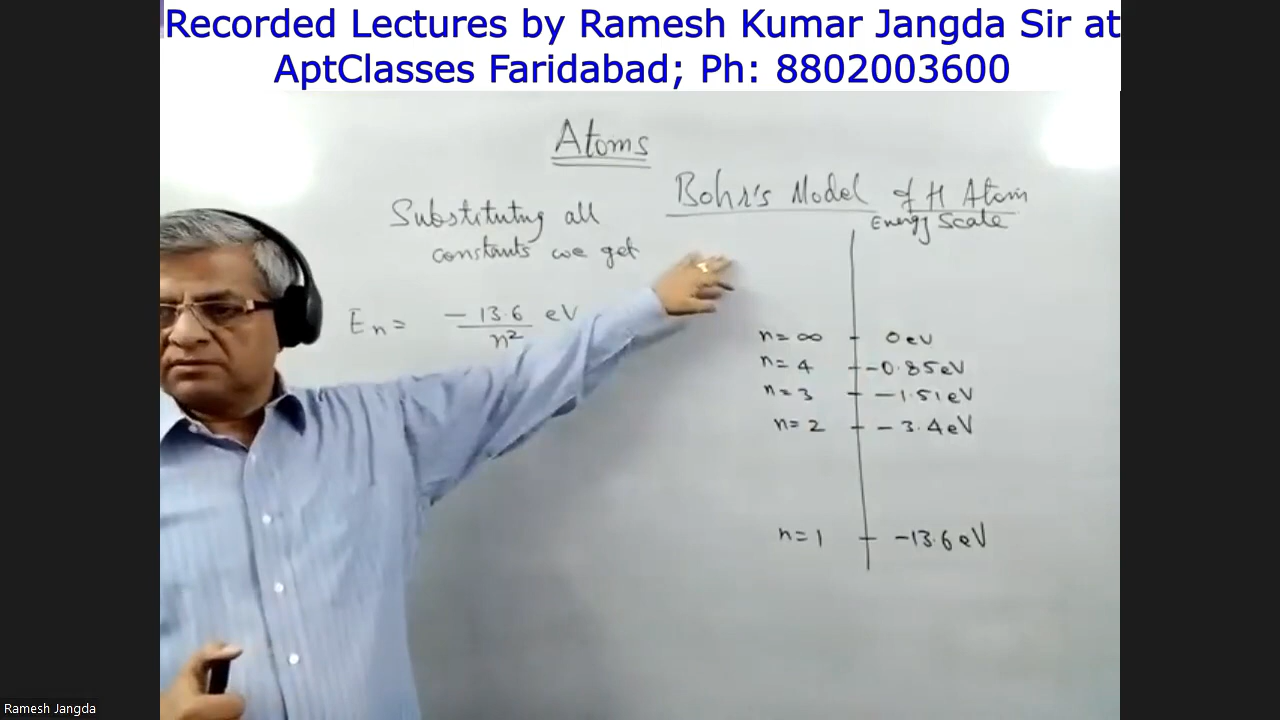 Recorded Lectures by Ramesh Kumar Jangda Sir at
AptClasses Faridabad; Ph: 8802003600
Atoms
Bohr's Model of H Atom
Substituting all
constants we get
En = -13.6/n² eV
Energy Scale
n=∞ 0 eV
n=4 -0.85 eV
n=3 -1.51 eV
n=2 -3.4 eV
n=1 -13.6 eV
Ramesh Jangda